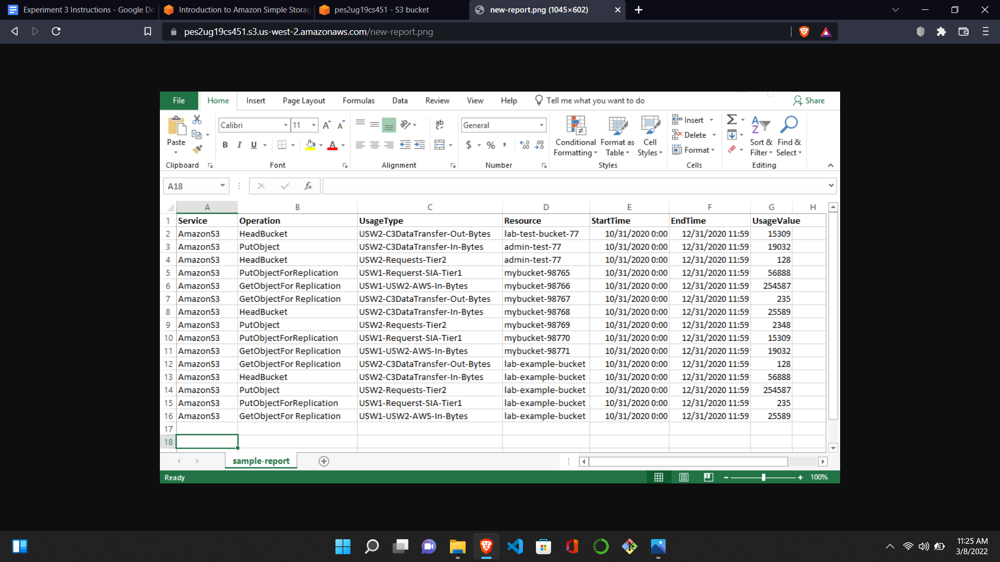 Experiment 3 Instructions - Google Do
Introduction to Amazon Simple Storag
pes2ug19cs451 - S3 bucket
new-report.png (1045×602)
pes2ug19cs451.s3.us-west-2.amazonaws.com/new-report.png
File Home Insert Page Layout Formulas Data Review View Help Tell me what you want to do Share
Paste
Clipboard
Calibri 11
B I U
Font
ab
Alignment
General
$ % ,
Number
Conditional Formatting
Format as Table
Cell Styles
Styles
Insert
Delete
Format
Cells
Sort & Filter
Find & Select
Editing
A18 fx
A B C D E F G H
1 Service Operation UsageType Resource StartTime EndTime UsageValue
2 AmazonS3 HeadBucket USW2-C3DataTransfer-Out-Bytes lab-test-bucket-77 10/31/2020 0:00 12/31/2020 11:59 15309
3 AmazonS3 PutObject USW2-C3DataTransfer-In-Bytes admin-test-77 10/31/2020 0:00 12/31/2020 11:59 19032
4 AmazonS3 HeadBucket USW2-Requests-Tier2 admin-test-77 10/31/2020 0:00 12/31/2020 11:59 128
5 AmazonS3 PutObjectForReplication USW1-Requerst-SIA-Tier1 mybucket-98765 10/31/2020 0:00 12/31/2020 11:59 56888
6 AmazonS3 GetObjectFor Replication USW1-USW2-AWS-In-Bytes mybucket-98766 10/31/2020 0:00 12/31/2020 11:59 254587
7 AmazonS3 GetObjectFor Replication USW2-C3DataTransfer-Out-Bytes mybucket-98767 10/31/2020 0:00 12/31/2020 11:59 235
8 AmazonS3 HeadBucket USW2-C3DataTransfer-In-Bytes mybucket-98768 10/31/2020 0:00 12/31/2020 11:59 25589
9 AmazonS3 PutObject USW2-Requests-Tier2 mybucket-98769 10/31/2020 0:00 12/31/2020 11:59 2348
10 AmazonS3 PutObjectForReplication USW1-Requerst-SIA-Tier1 mybucket-98770 10/31/2020 0:00 12/31/2020 11:59 15309
11 AmazonS3 GetObjectFor Replication USW1-USW2-AWS-In-Bytes mybucket-98771 10/31/2020 0:00 12/31/2020 11:59 19032
12 AmazonS3 GetObjectFor Replication USW2-C3DataTransfer-Out-Bytes lab-example-bucket 10/31/2020 0:00 12/31/2020 11:59 128
13 AmazonS3 HeadBucket USW2-C3DataTransfer-In-Bytes lab-example-bucket 10/31/2020 0:00 12/31/2020 11:59 56888
14 AmazonS3 PutObject USW2-Requests-Tier2 lab-example-bucket 10/31/2020 0:00 12/31/2020 11:59 254587
15 AmazonS3 PutObjectForReplication USW1-Requerst-SIA-Tier1 lab-example-bucket 10/31/2020 0:00 12/31/2020 11:59 235
16 AmazonS3 GetObjectFor Replication USW1-USW2-AWS-In-Bytes lab-example-bucket 10/31/2020 0:00 12/31/2020 11:59 25589
17
18
sample-report
Ready 100%
11:25 AM
3/8/2022